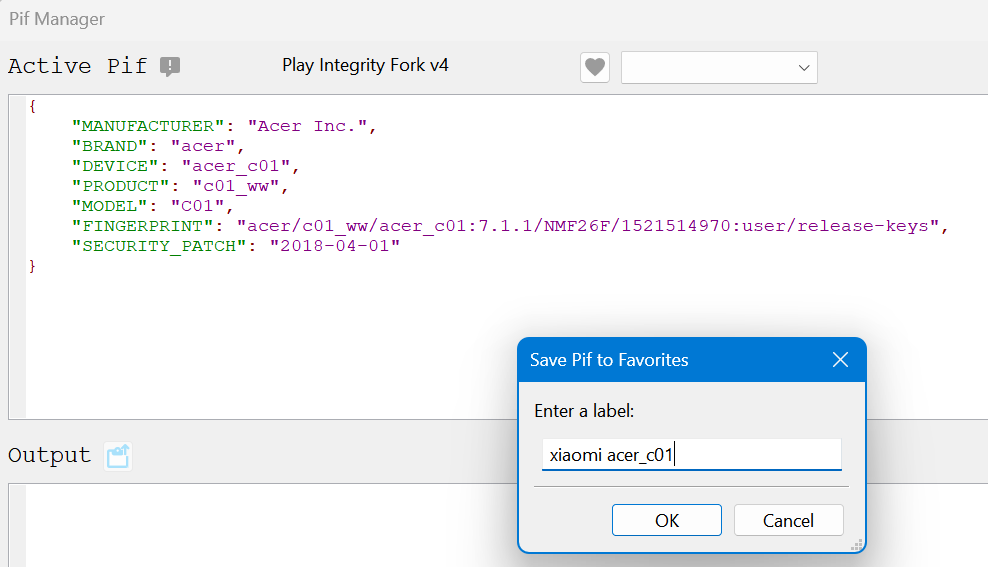 Pif Manager
Active Pif
Play Integrity Fork v4
{
"MANUFACTURER": "Acer Inc.",
"BRAND": "acer",
"DEVICE": "acer_c01",
"PRODUCT": "c01_ww",
"MODEL": "C01",
"FINGERPRINT": "acer/c01_ww/acer_c01:7.1.1/NMF26F/1521514970:user/release-keys",
"SECURITY_PATCH": "2018-04-01"
}
Save Pif to Favorites
Enter a label:
xiaomi acer_c01
OK Cancel
Output